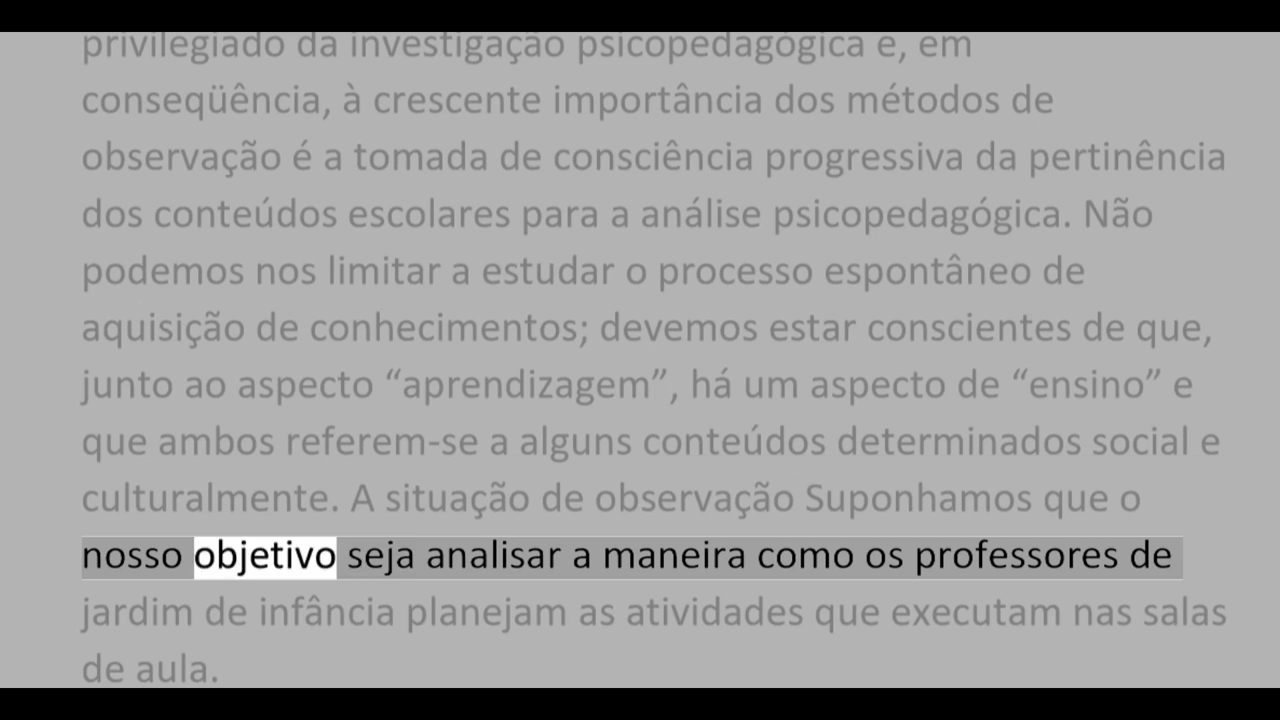 privilegiado da investigação psicopedagógica e, em
conseqüência, à crescente importância dos métodos de
observação é a tomada de consciência progressiva da pertinência
dos conteúdos escolares para a análise psicopedagógica. Não
podemos nos limitar a estudar o processo espontâneo de
aquisição de conhecimentos; devemos estar conscientes de que,
junto ao aspecto “aprendizagem”, há um aspecto de “ensino” e
que ambos referem-se a alguns conteúdos determinados social e
culturalmente. A situação de observação Suponhamos que o
nosso objetivo seja analisar a maneira como os professores de
jardim de infância planejam as atividades que executam nas salas
de aula.